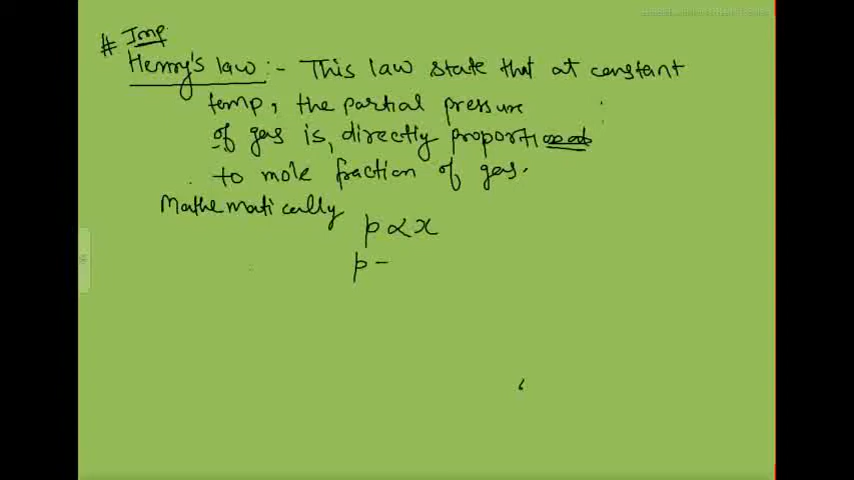 # Imp
Henry's law :- This law state that at constant
temp, the partial pressure
of gas is, directly proporti
to mole fraction of gas.
Mathematically
p ∝ x
p -